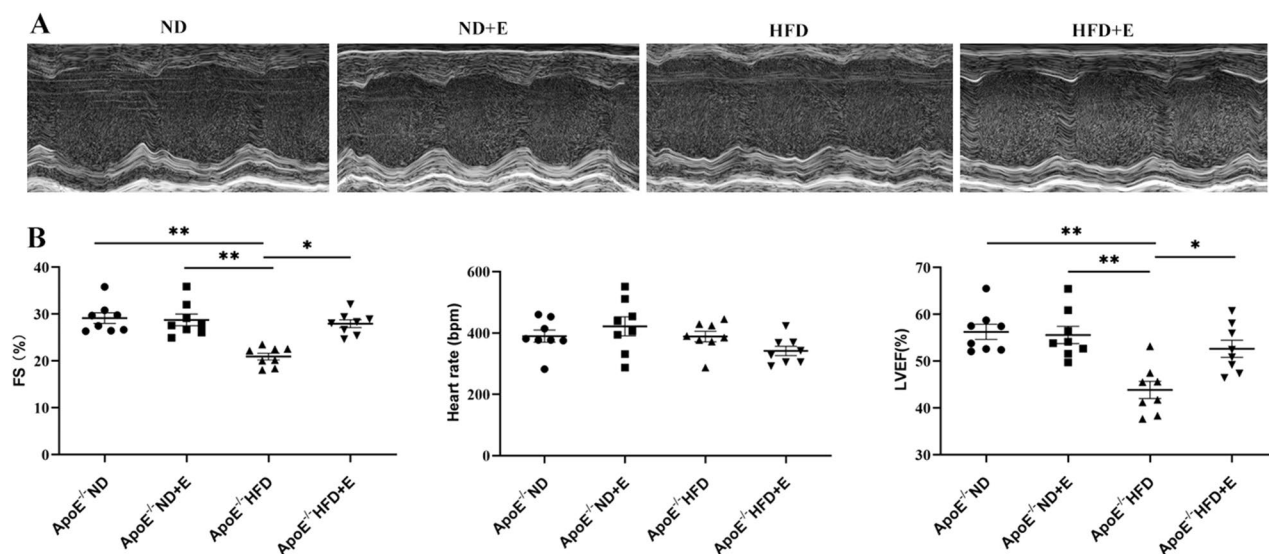 A
ND
ND+E
HFD
HFD+E
B
**
**
*
FS (%)
40
30
20
10
0
ApoE⁻/⁻ND
ApoE⁻/⁻ND+E
ApoE⁻/⁻HFD
ApoE⁻/⁻HFD+E
Heart rate (bpm)
600
400
200
0
ApoE⁻/⁻ND
ApoE⁻/⁻ND+E
ApoE⁻/⁻HFD
ApoE⁻/⁻HFD+E
**
**
*
LVEF(%)
70
60
50
40
30
ApoE⁻/⁻ND
ApoE⁻/⁻ND+E
ApoE⁻/⁻HFD
ApoE⁻/⁻HFD+E